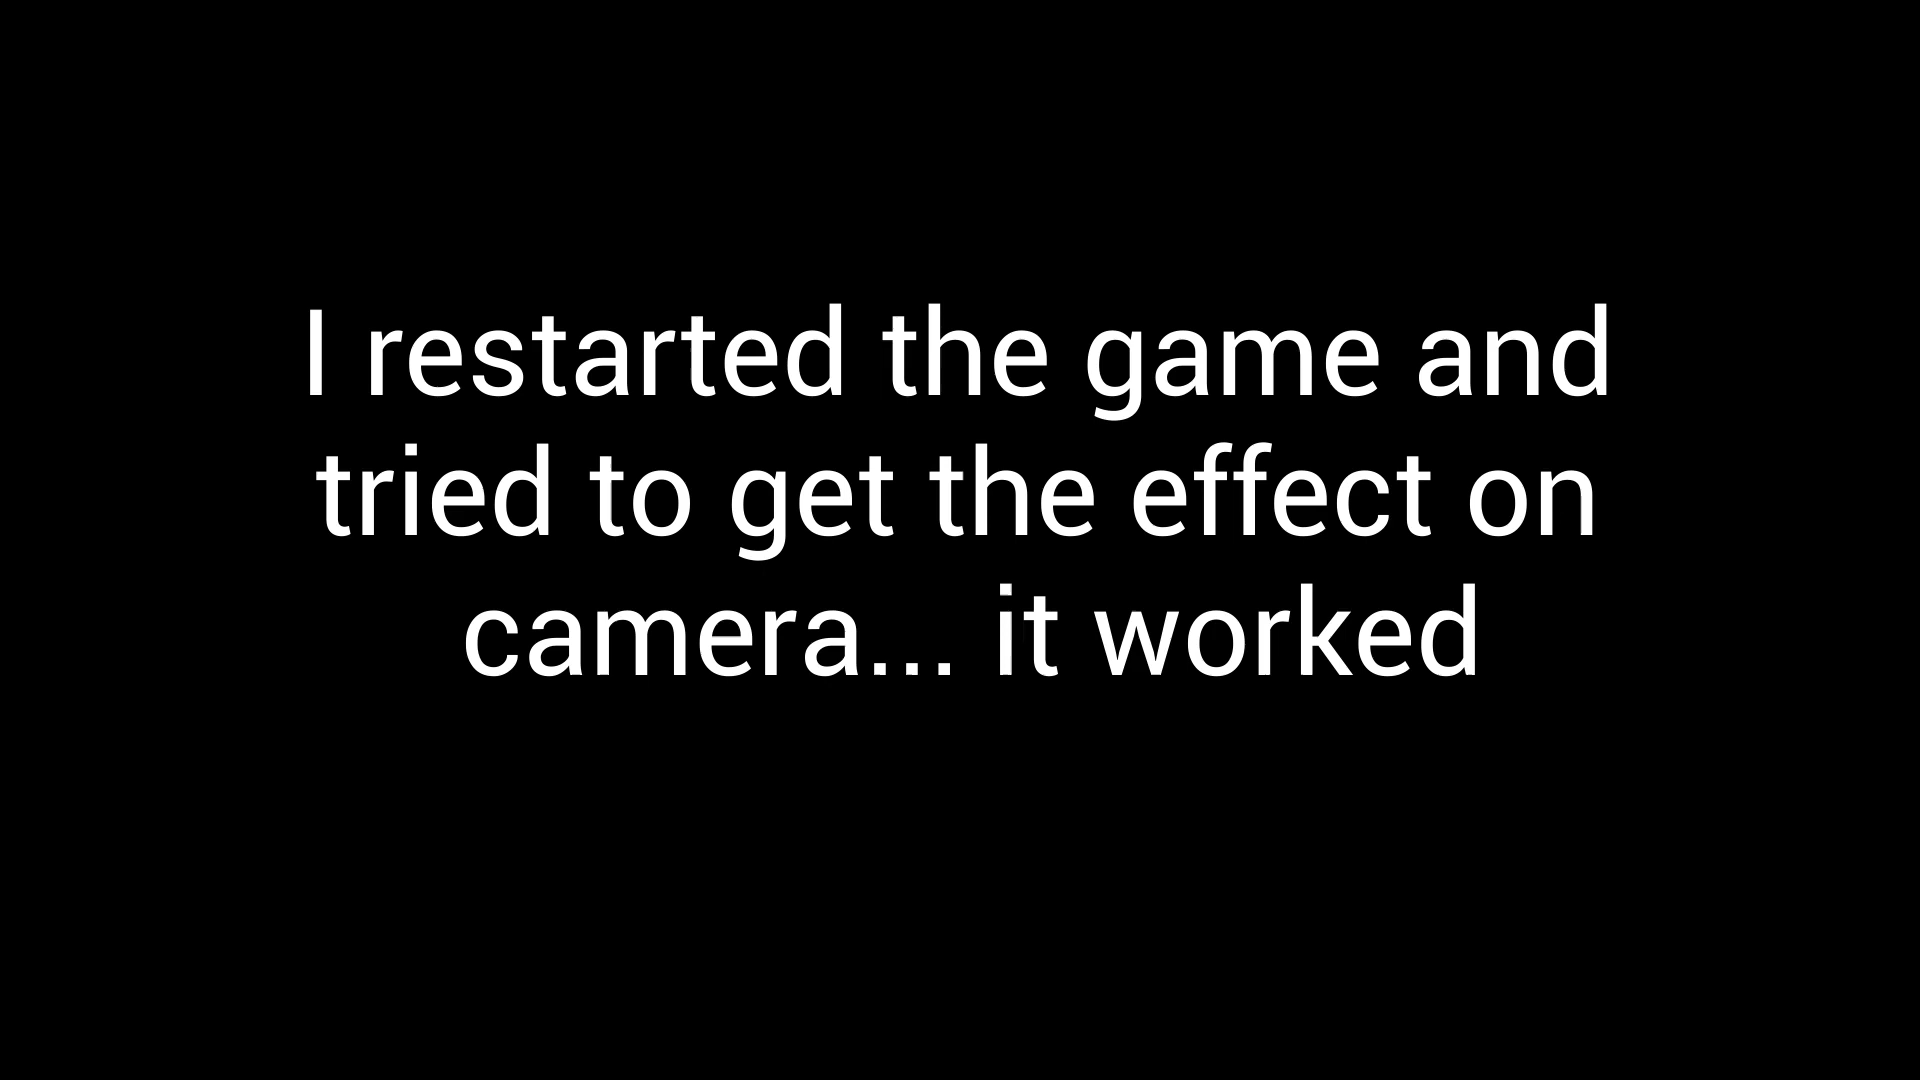 I restarted the game and
tried to get the effect on
camera... it worked